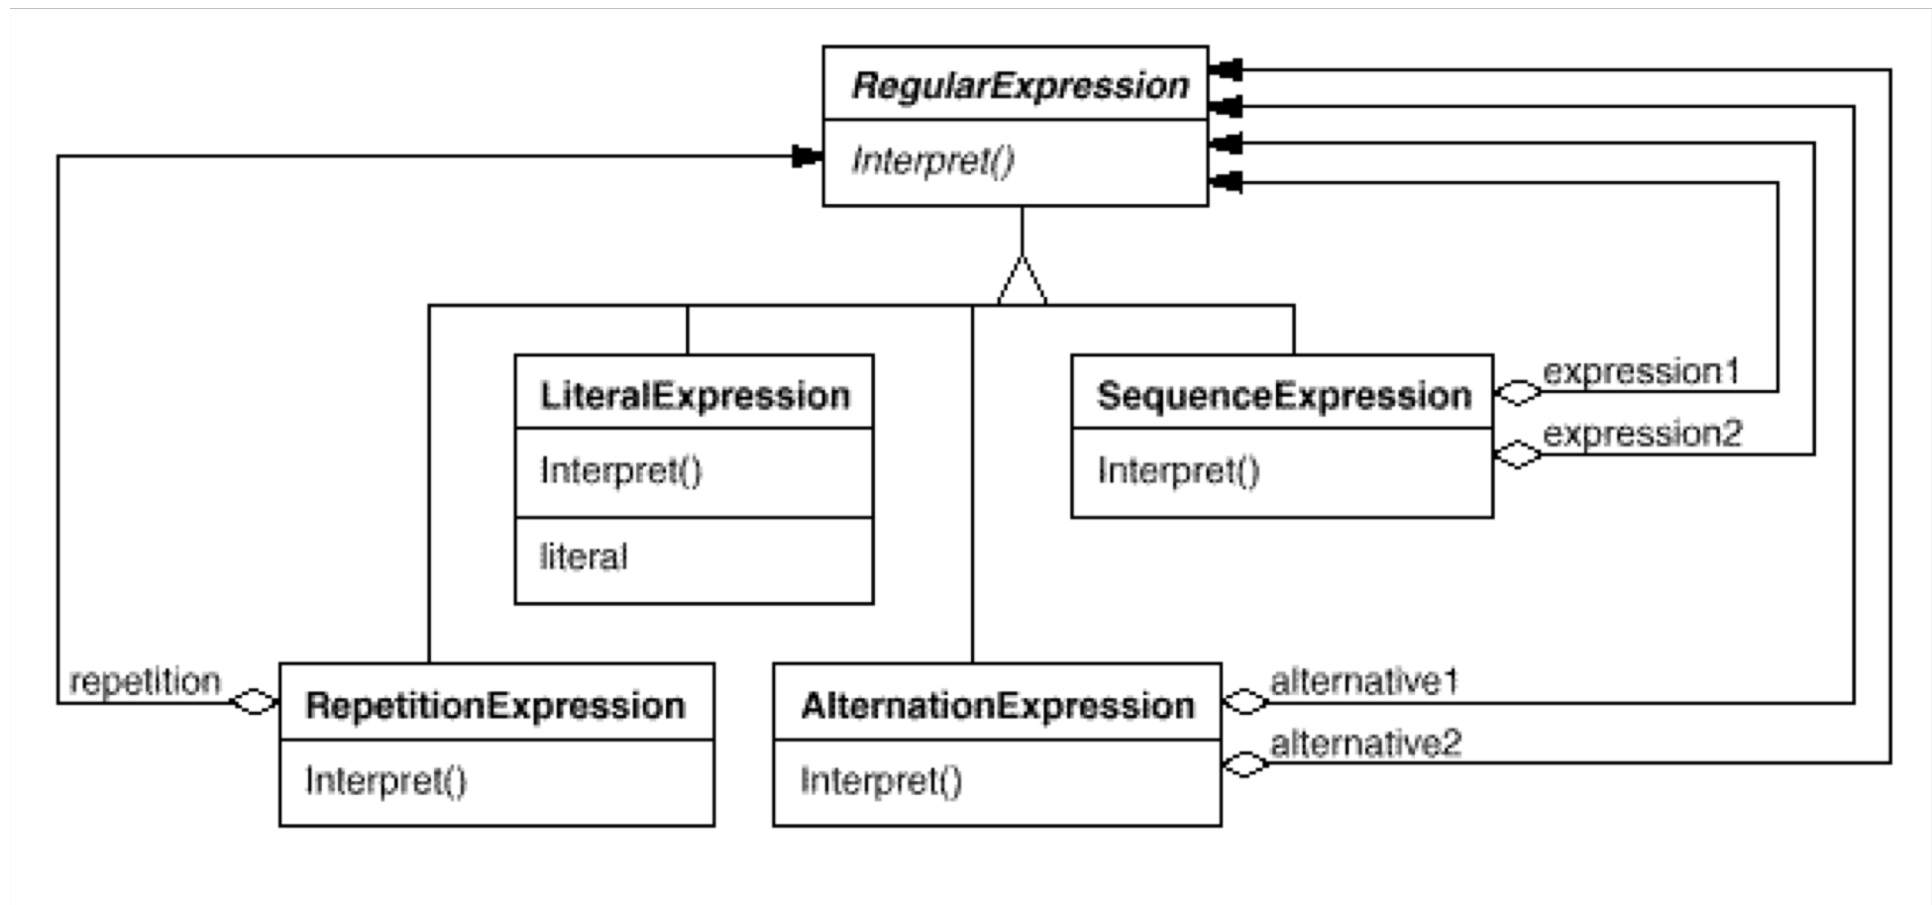 RegularExpression
Interpret()
LiteralExpression
Interpret()
literal
SequenceExpression
Interpret()
expression1
expression2
repetition
RepetitionExpression
Interpret()
AlternationExpression
Interpret()
alternative1
alternative2